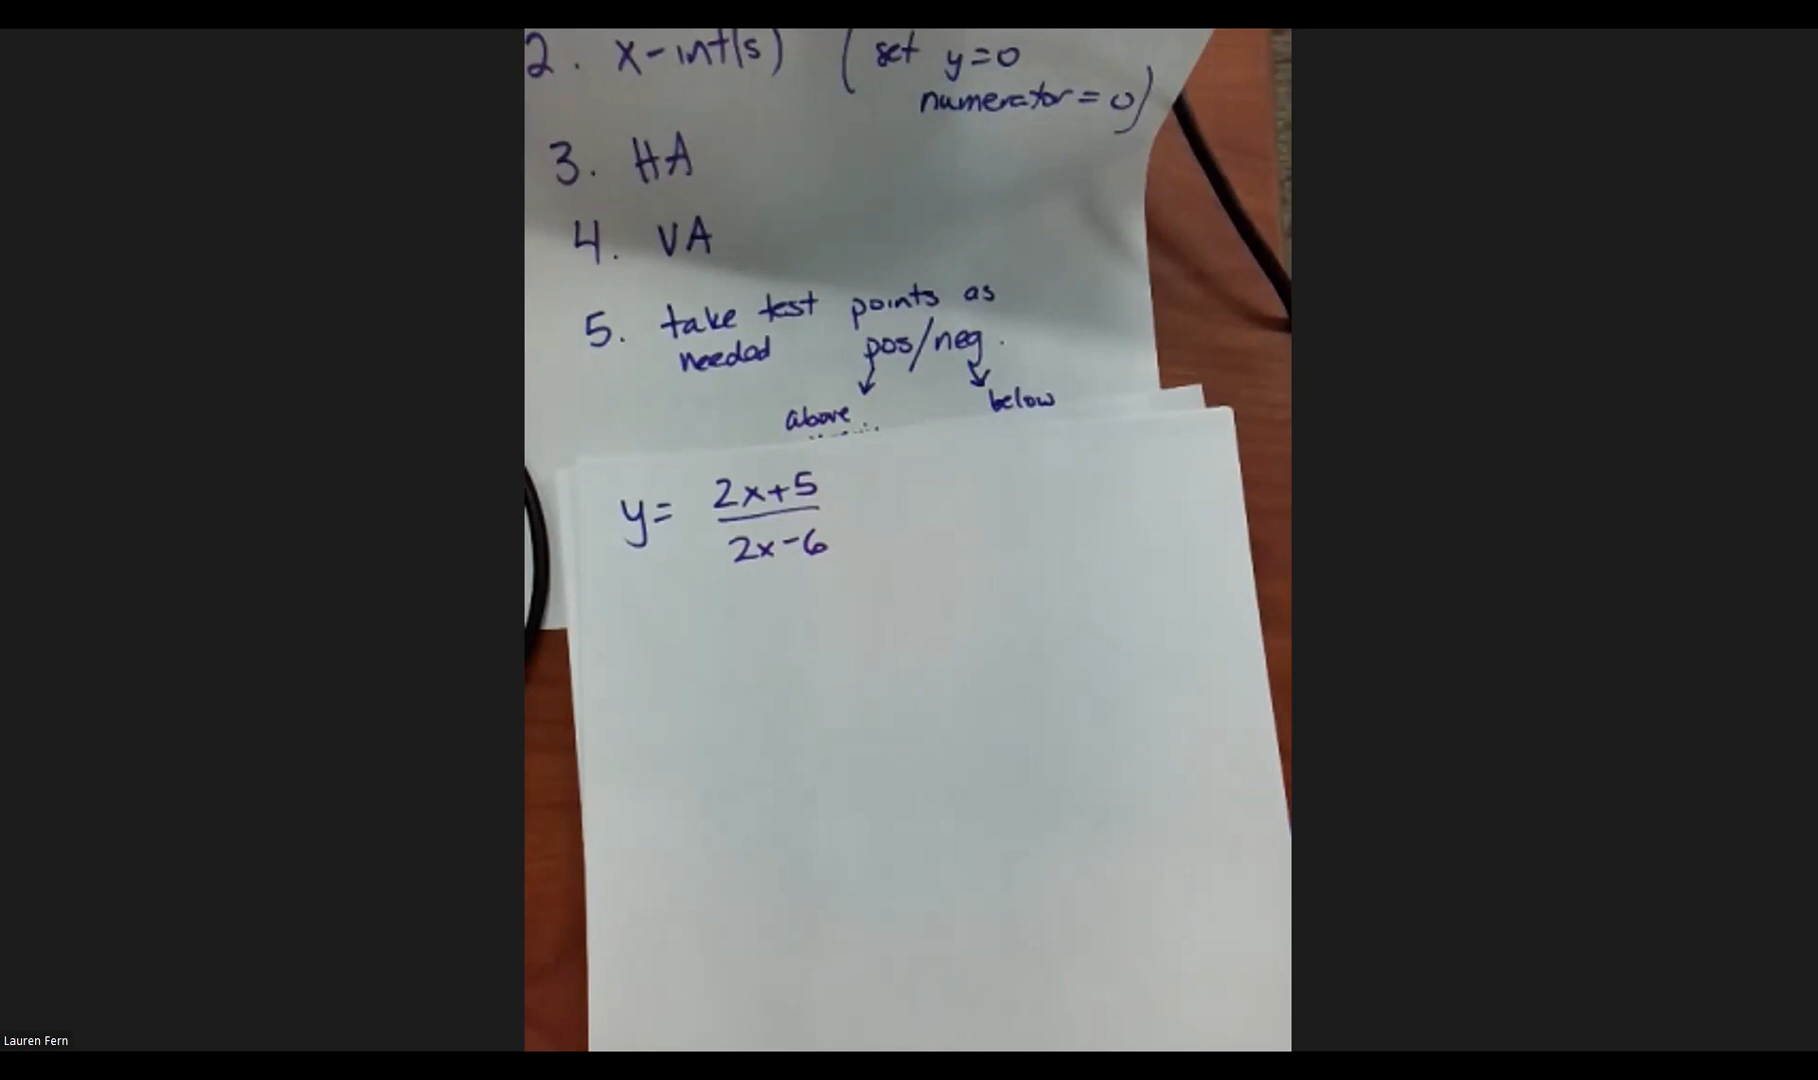 2. x-int(s) (set y=0
numerator = 0)
3. HA
4. VA
5. take test points as
needed pos/neg.
above below
y= 2x+5
2x-6
Lauren Fern